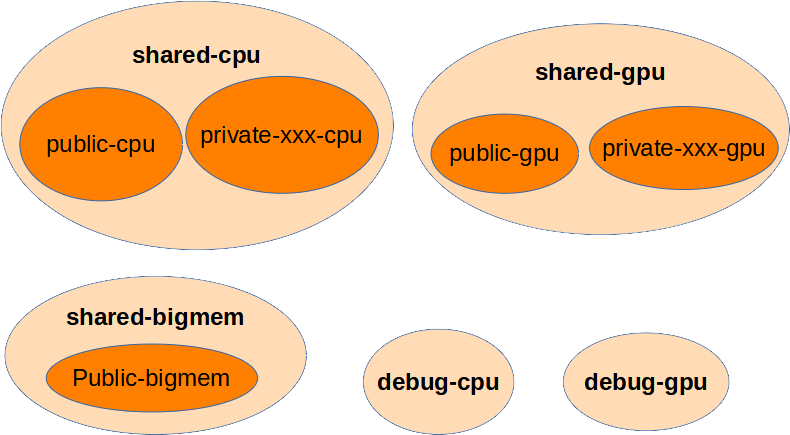 shared-cpu
public-cpu
private-xxx-cpu
shared-gpu
public-gpu
private-xxx-gpu
shared-bigmem
Public-bigmem
debug-cpu
debug-gpu